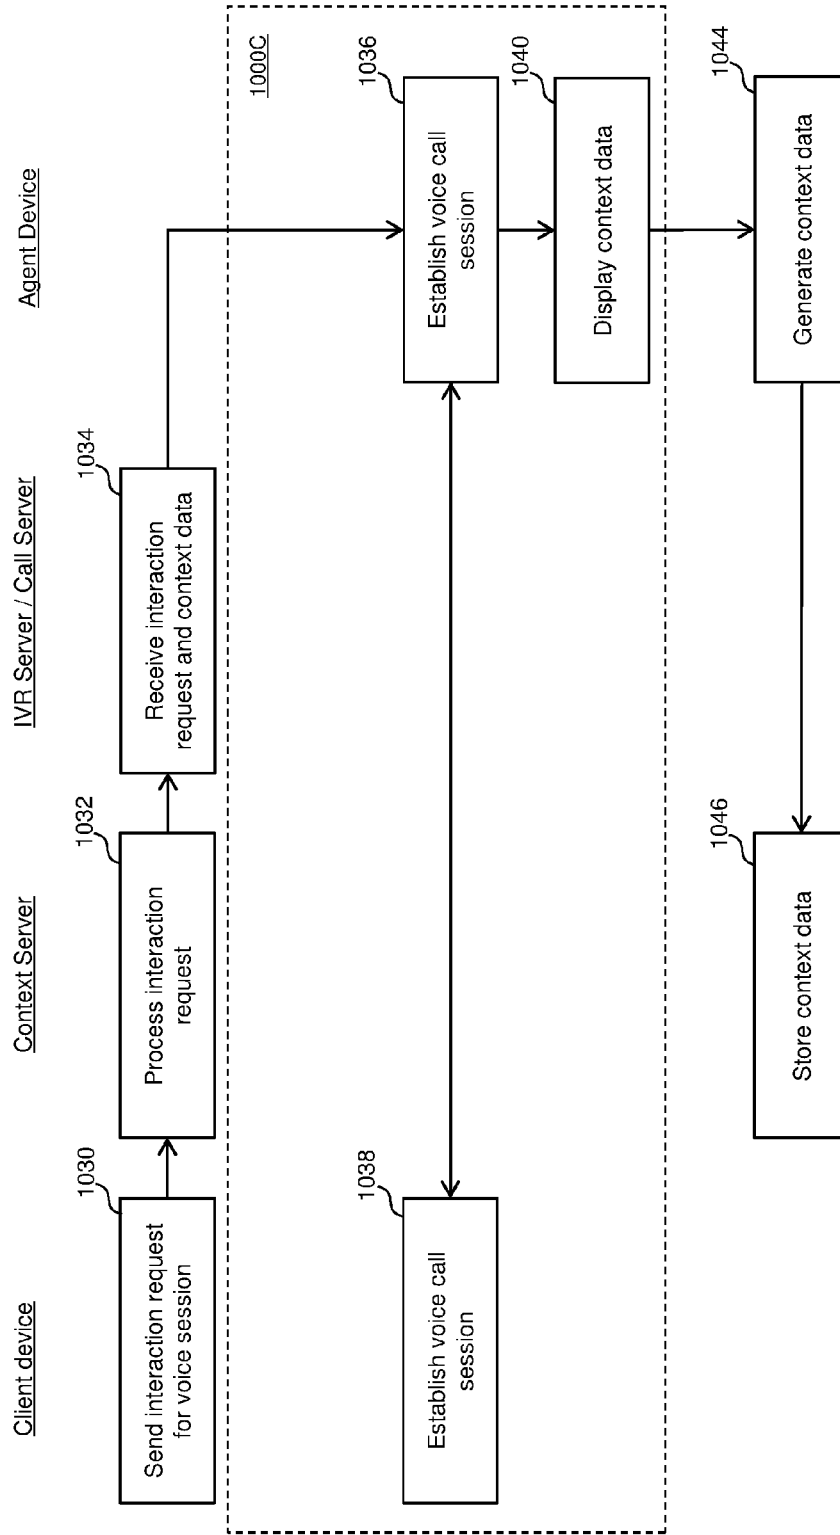 Client device
Context Server
IVR Server / Call Server
Agent Device
1030
Send interaction request
for voice session
1032
Process interaction
request
1034
Receive interaction
request and context data
1000C
1038
Establish voice call
session
1036
Establish voice call
session
1040
Display context data
1046
Store context data
1044
Generate context data